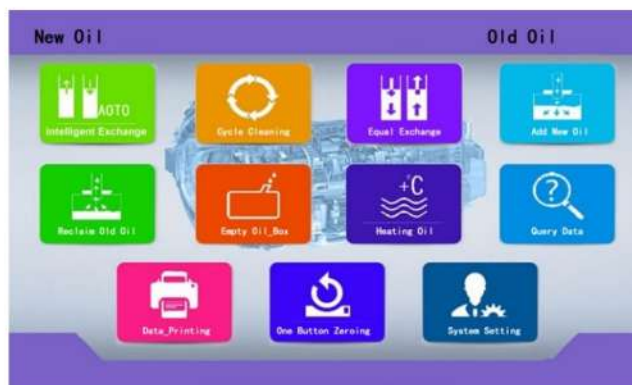 New Oil
Old Oil
AOTO
Intelligent Exchange
Cycle Cleaning
Equal Exchange
Add New Oil
Reclaim Old Oil
Empty Oil_Box
+°C
Heating Oil
?
Query Data
Data_Printing
One Button Zeroing
System Setting